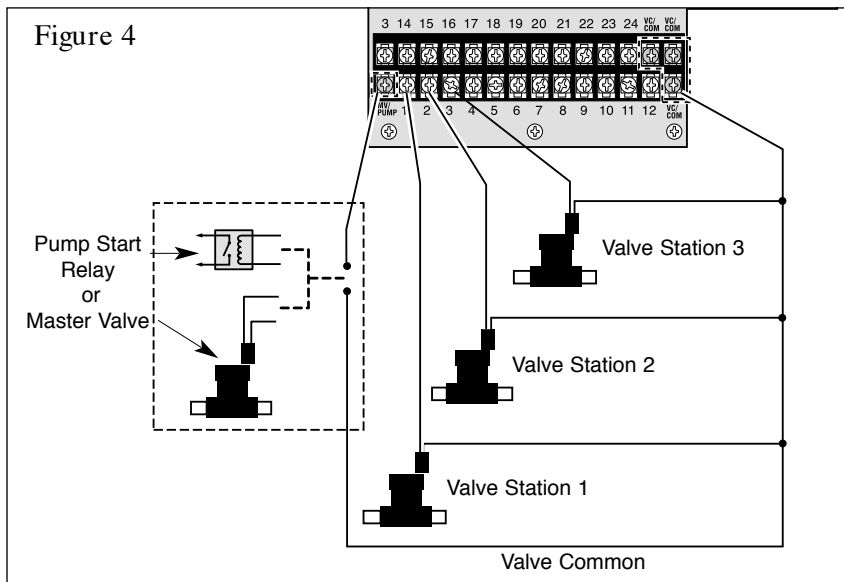 Figure 4
3 14 15 16 17 18 19 20 21 22 23 24 VC/ COM VC/ COM
MV/ PUMP 1 2 3 4 5 6 7 8 9 10 11 12 VC/ COM
Pump Start
Relay
or
Master Valve
Valve Station 3
Valve Station 2
Valve Station 1
Valve Common